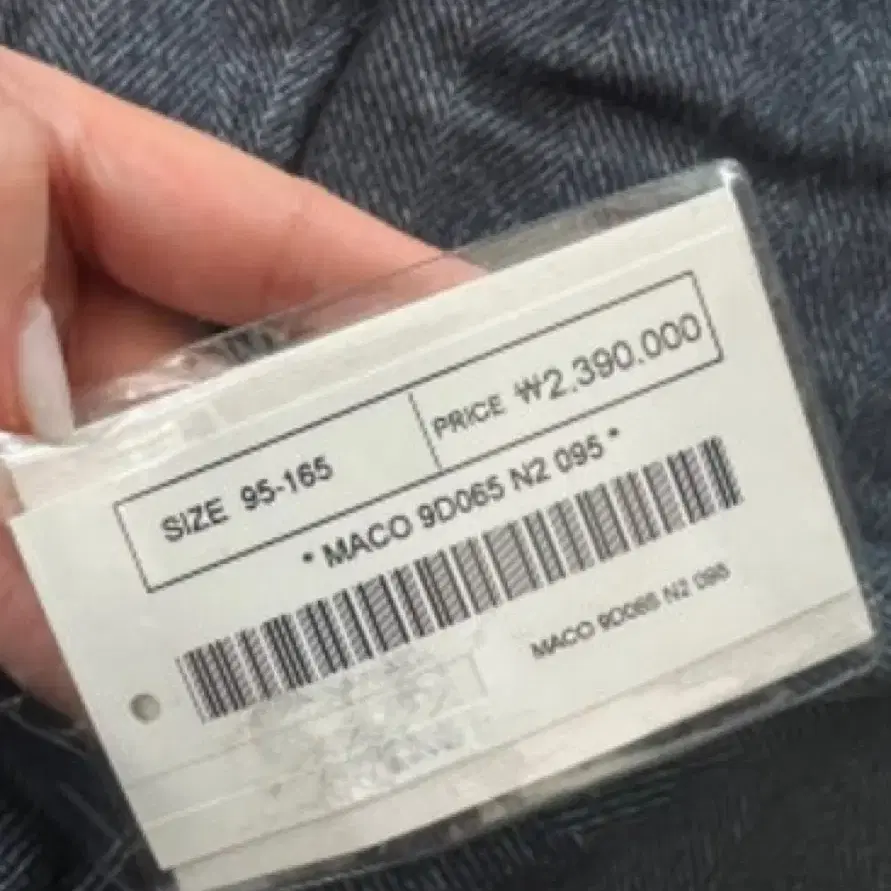 SIZE 95-165
PRICE ₩2.390.000
* MACO 9D065 N2 095 *
MACO 9D065 N2 095